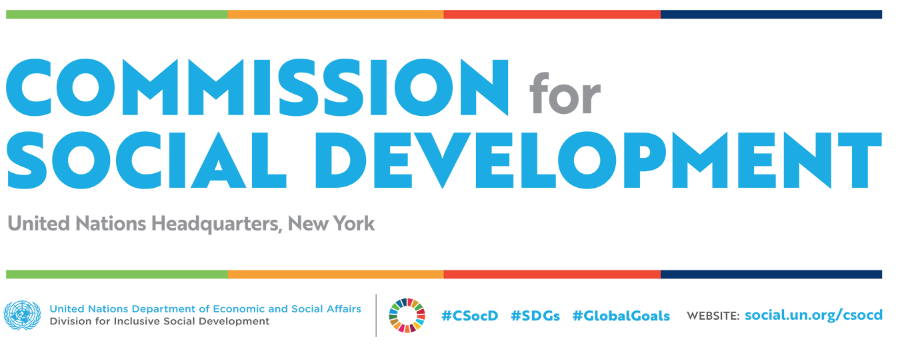 COMMISSION for
SOCIAL DEVELOPMENT
United Nations Headquarters, New York
United Nations Department of Economic and Social Affairs
Division for Inclusive Social Development
#CSocD #SDGs #GlobalGoals WEBSITE: social.un.org/csocd